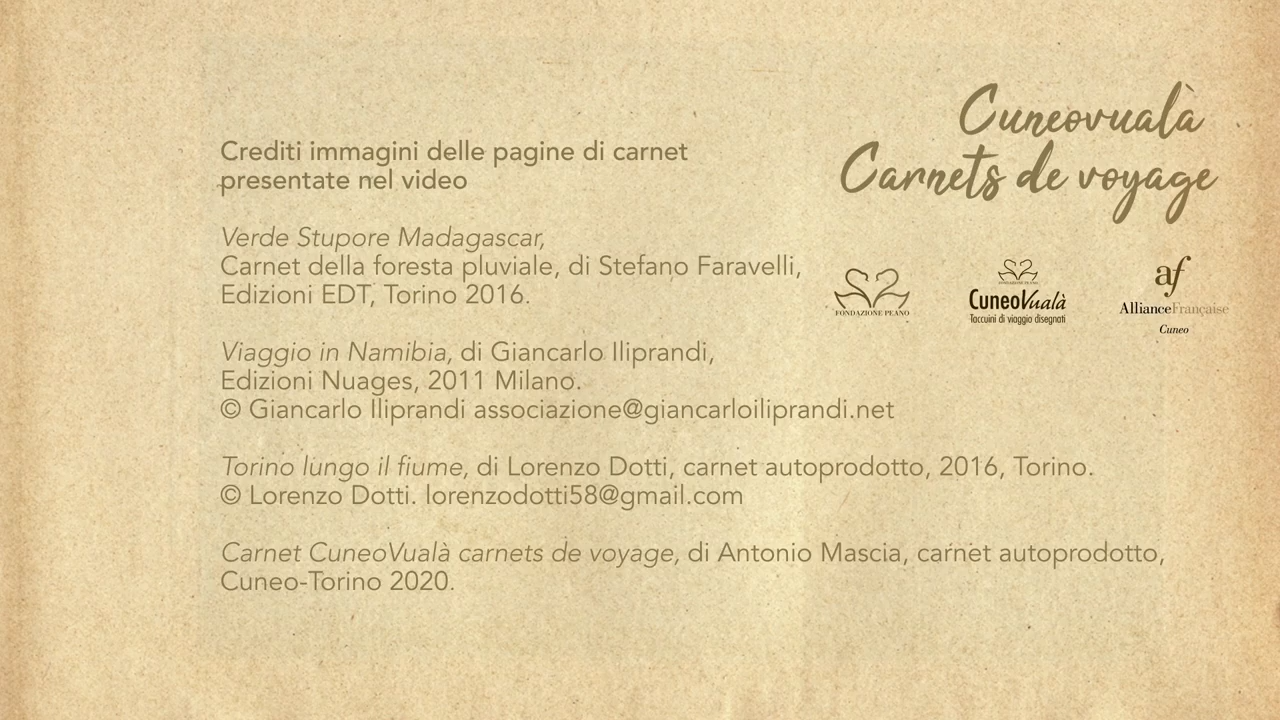 Cuneovualà
Carnets de voyage
Crediti immagini delle pagine di carnet
presentate nel video
Verde Stupore Madagascar,
Carnet della foresta pluviale, di Stefano Faravelli,
Edizioni EDT, Torino 2016.
FONDAZIONE PEANO
FONDAZIONE PEANO
CuneoVualà
Taccuini di viaggio disegnati
af
AllianceFrançaise
Cuneo
Viaggio in Namibia, di Giancarlo Iliprandi,
Edizioni Nuages, 2011 Milano.
© Giancarlo Iliprandi associazione@giancarloiliprandi.net
Torino lungo il fiume, di Lorenzo Dotti, carnet autoprodotto, 2016, Torino.
© Lorenzo Dotti. lorenzodotti58@gmail.com
Carnet CuneoVualà carnets de voyage, di Antonio Mascia, carnet autoprodotto,
Cuneo-Torino 2020.